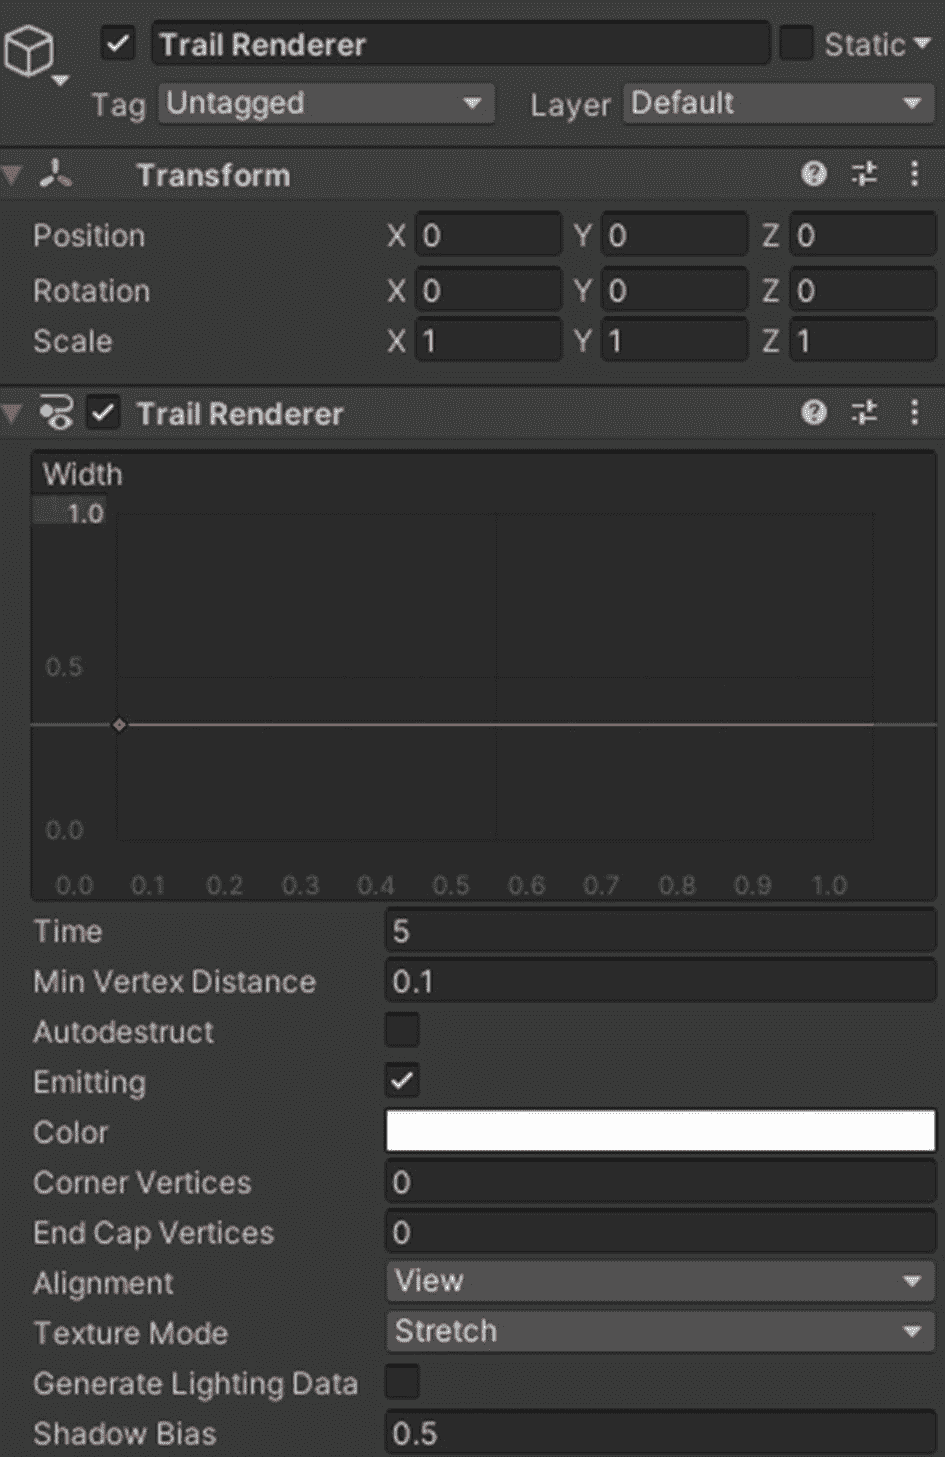 Trail Renderer Static
Tag Untagged Layer Default
Transform
Position X 0 Y 0 Z 0
Rotation X 0 Y 0 Z 0
Scale X 1 Y 1 Z 1
Trail Renderer
Width
1.0
0.5
0.0
0.0 0.1 0.2 0.3 0.4 0.5 0.6 0.7 0.8 0.9 1.0
Time 5
Min Vertex Distance 0.1
Autodestruct
Emitting
Color
Corner Vertices 0
End Cap Vertices 0
Alignment View
Texture Mode Stretch
Generate Lighting Data
Shadow Bias 0.5